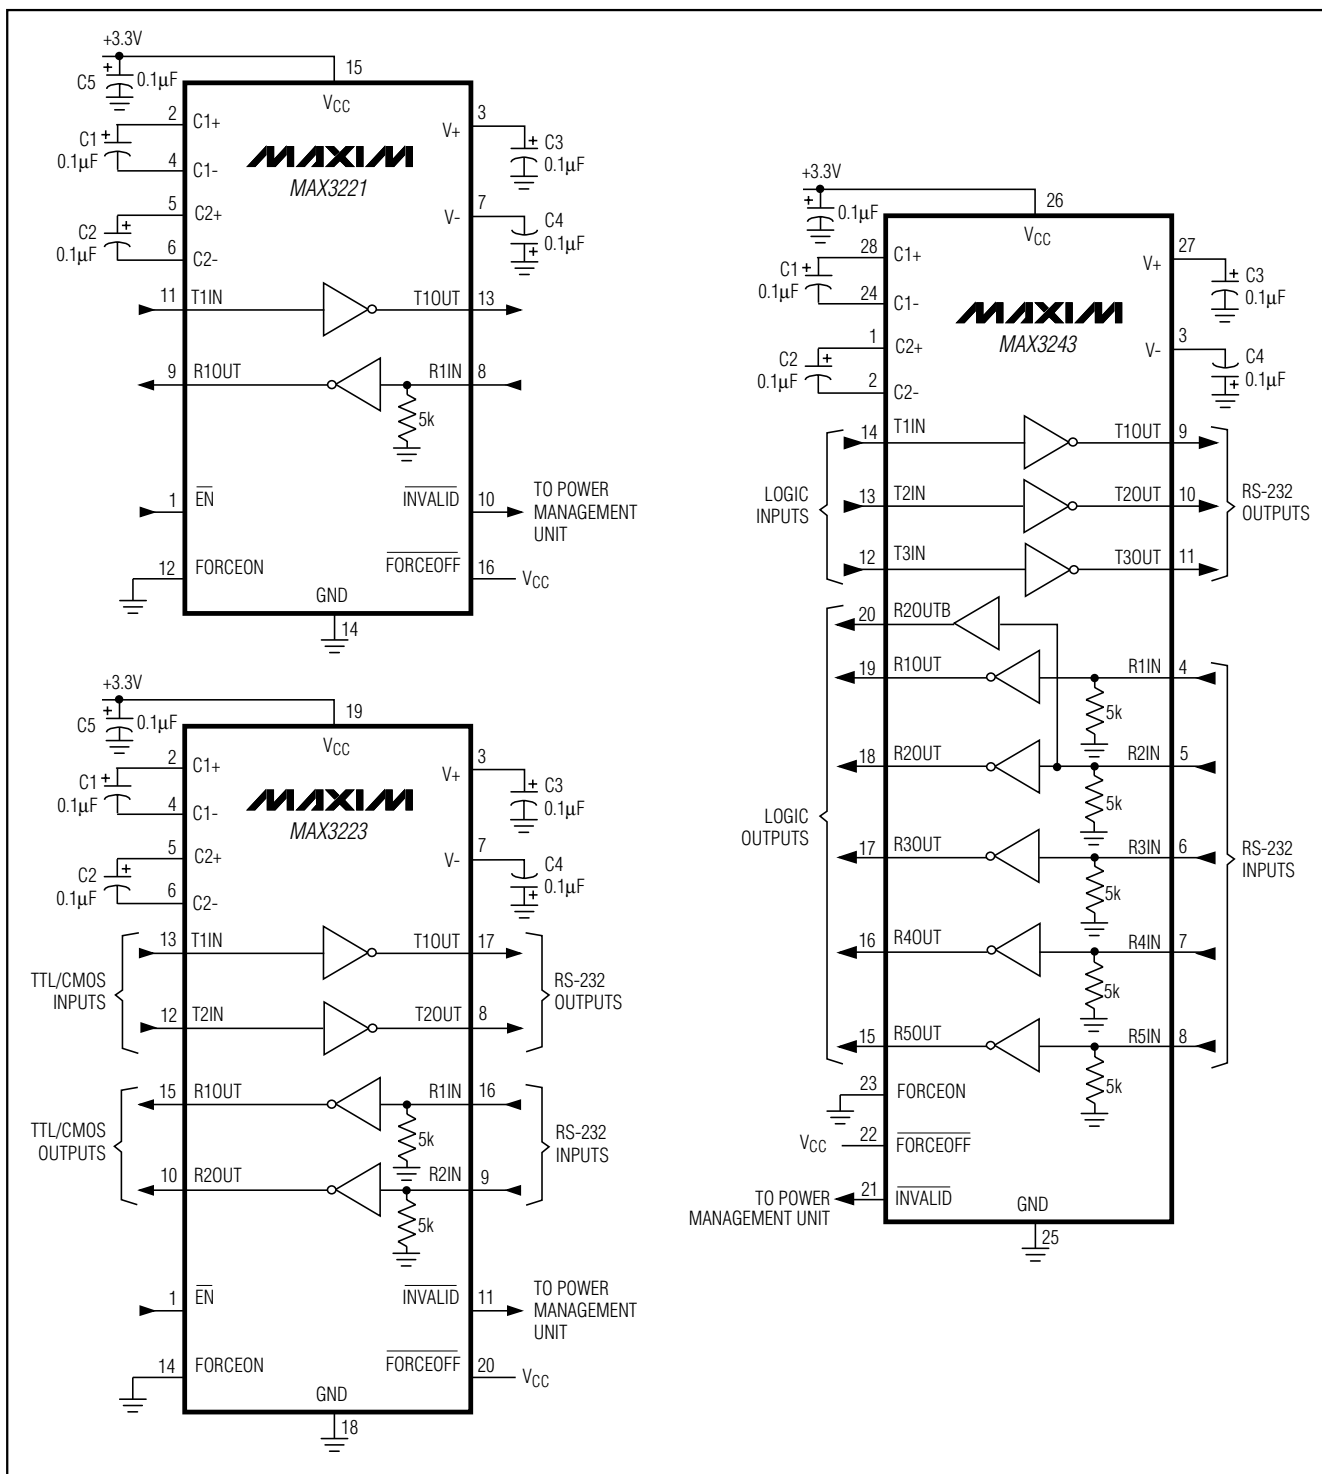 +3.3V
C5
+
0.1µF
15
VCC
2
C1+
C1
+
0.1µF
4
C1-
5
C2+
C2
+
0.1µF
6
C2-
MAXIM
MAX3221
3
V+
+
C3
0.1µF
7
V-
C4
0.1µF
+
11
T1IN
T1OUT
13
9
R1OUT
R1IN
8
5k
1
EN
INVALID
10
TO POWER
MANAGEMENT
UNIT
12
FORCEON
FORCEOFF
16
VCC
GND
14
+3.3V
C5
+
0.1µF
19
VCC
2
C1+
C1
+
0.1µF
4
C1-
5
C2+
C2
+
0.1µF
6
C2-
MAXIM
MAX3223
3
V+
+
C3
0.1µF
7
V-
C4
0.1µF
+
TTL/CMOS
INPUTS
13
T1IN
T1OUT
17
12
T2IN
T2OUT
8
RS-232
OUTPUTS
TTL/CMOS
OUTPUTS
15
R1OUT
R1IN
16
5k
10
R2OUT
R2IN
9
5k
RS-232
INPUTS
1
EN
INVALID
11
TO POWER
MANAGEMENT
UNIT
14
FORCEON
FORCEOFF
20
VCC
GND
18
+3.3V
+
0.1µF
26
VCC
28
C1+
C1
+
0.1µF
24
C1-
1
C2+
C2
+
0.1µF
2
C2-
MAXIM
MAX3243
27
V+
+
C3
0.1µF
3
V-
C4
0.1µF
+
LOGIC
INPUTS
14
T1IN
T1OUT
9
13
T2IN
T2OUT
10
12
T3IN
T3OUT
11
RS-232
OUTPUTS
LOGIC
OUTPUTS
20
R2OUTB
19
R1OUT
R1IN
4
5k
18
R2OUT
R2IN
5
5k
17
R3OUT
R3IN
6
5k
16
R4OUT
R4IN
7
5k
15
R5OUT
R5IN
8
5k
RS-232
INPUTS
23
FORCEON
VCC
22
FORCEOFF
TO POWER
MANAGEMENT UNIT
21
INVALID
GND
25